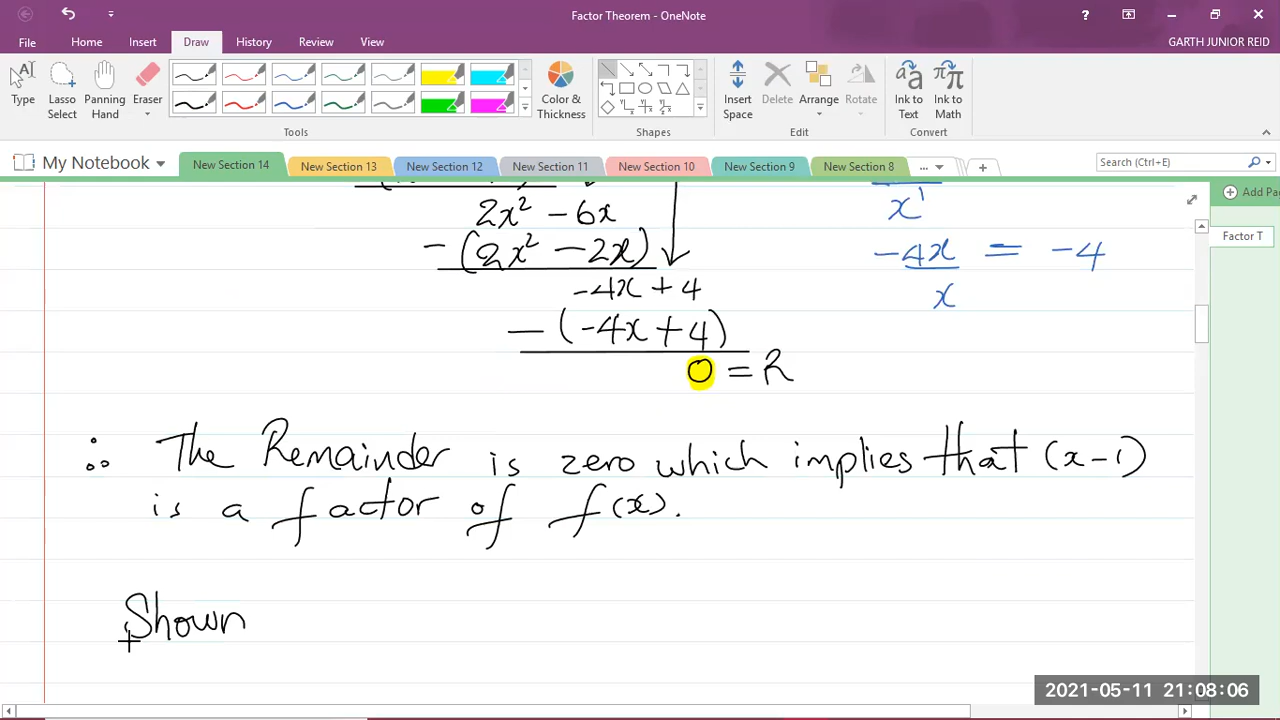 Factor Theorem - OneNote
GARTH JUNIOR REID
File Home Insert Draw History Review View
Type
Lasso Select
Panning Hand
Eraser
Color & Thickness
Insert Space
Delete
Arrange
Rotate
Ink to Text
Ink to Math
Tools
Shapes
Edit
Convert
My Notebook
New Section 14
New Section 13
New Section 12
New Section 11
New Section 10
New Section 9
New Section 8
...
Search (Ctrl+E)
Add Pa
Factor T
2x² - 6x
- (2x² - 2x)
-4x + 4
- (-4x + 4)
0 = R
x¹
-4x/x = -4
∴ The Remainder is zero which implies that (x-1)
is a factor of f(x).
Shown
2021-05-11 21:08:06